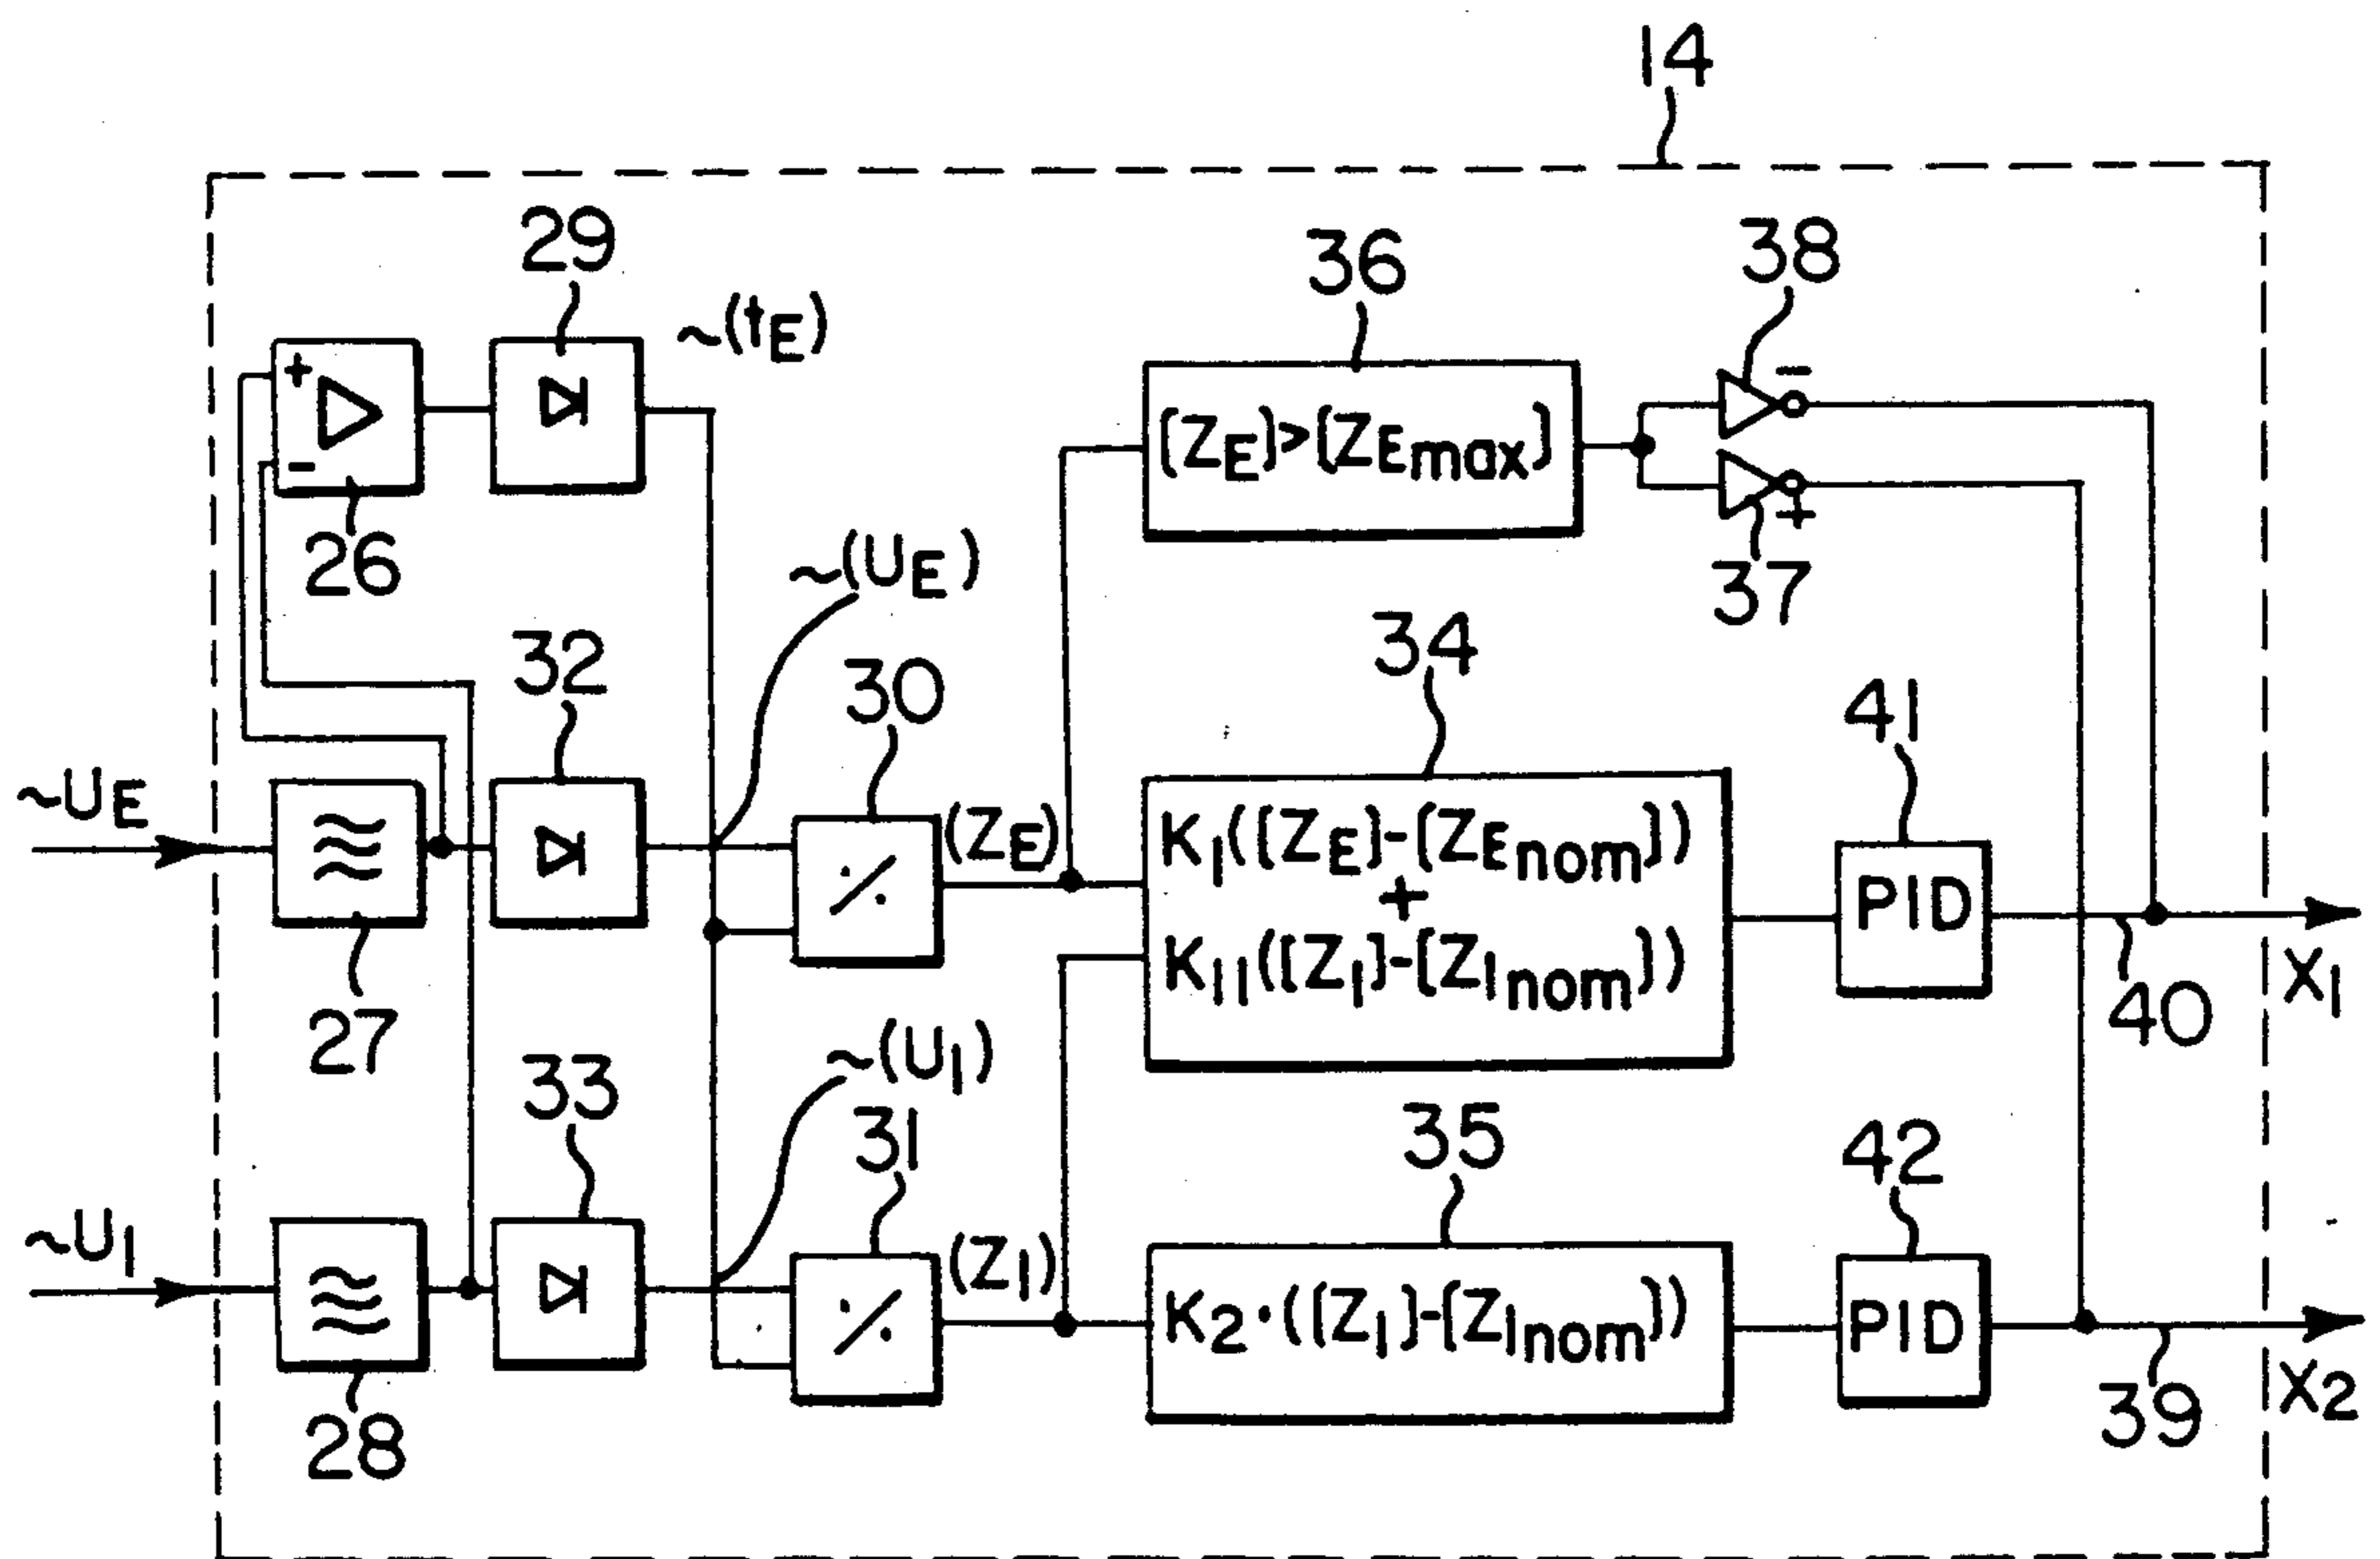 14
29
~(tE)
36
38
+
-
-
(ZE)>(ZEmax)
+
26
37
~(UE)
32
30
34
41
~UE
(ZE)
K1((ZE)-(ZEnom))
+
K11((Z1)-(Z1nom))
PID
X1
40
27
~(U1)
33
31
35
42
~U1
(Z1)
K2·((Z1)-(Z1nom))
PID
X2
39
28